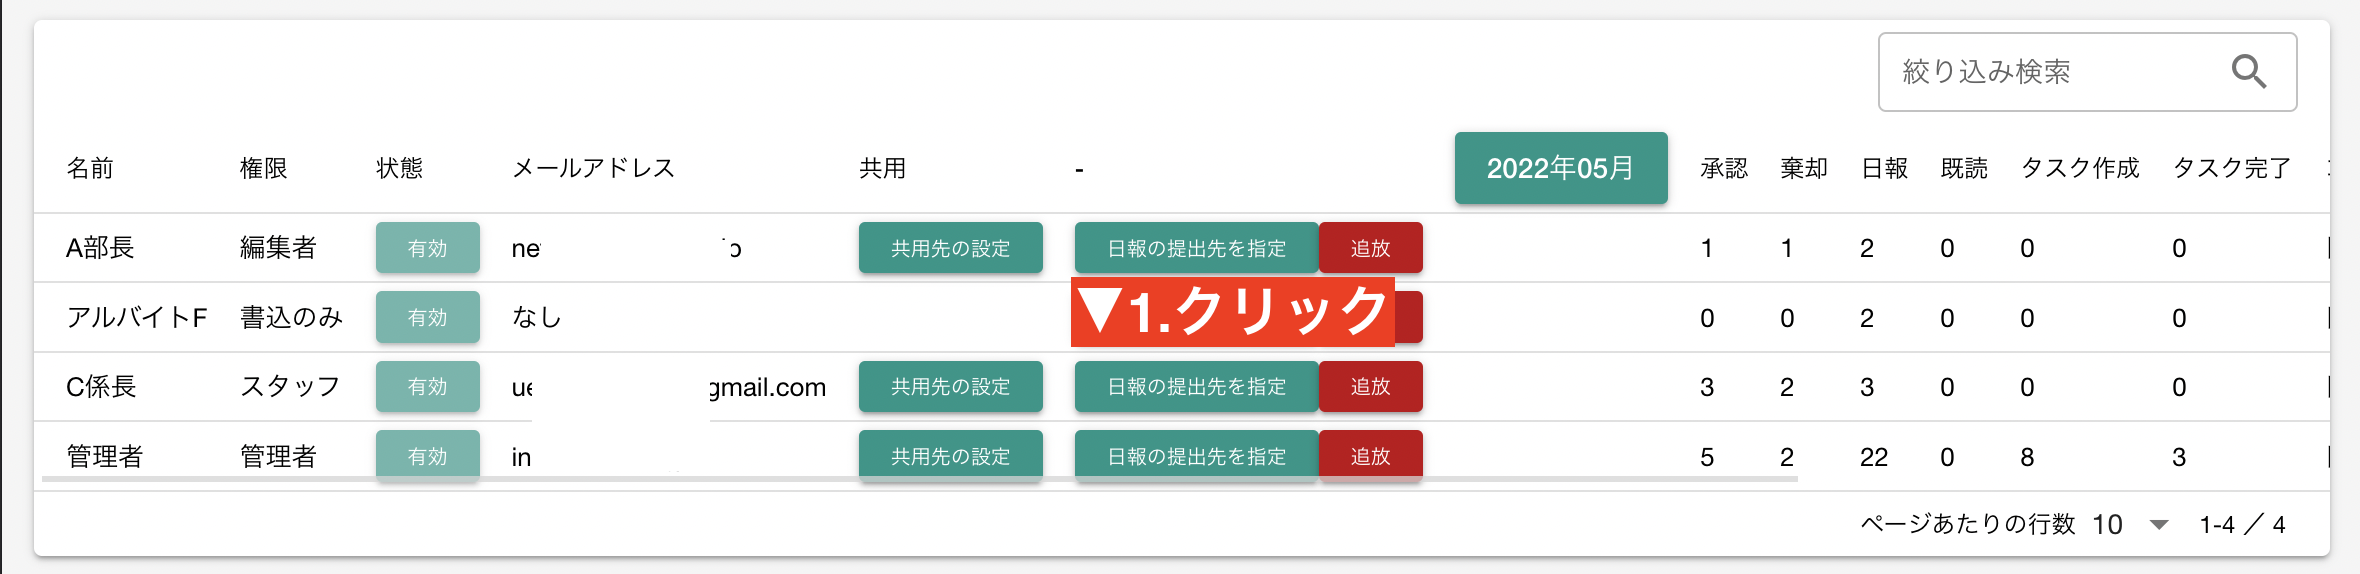 絞り込み検索
名前 権限 状態 メールアドレス 共用 - 2022年05月 承認 棄却 日報 既読 タスク作成 タスク完了
A部長 編集者 有効 ne 共用先の設定 日報の提出先を指定 追放 1 1 2 0 0 0
▼1.クリック
アルバイトF 書込のみ 有効 なし 0 0 2 0 0 0
C係長 スタッフ 有効 ue gmail.com 共用先の設定 日報の提出先を指定 追放 3 2 3 0 0 0
管理者 管理者 有効 in 共用先の設定 日報の提出先を指定 追放 5 2 22 0 8 3
ページあたりの行数 10 1-4 / 4